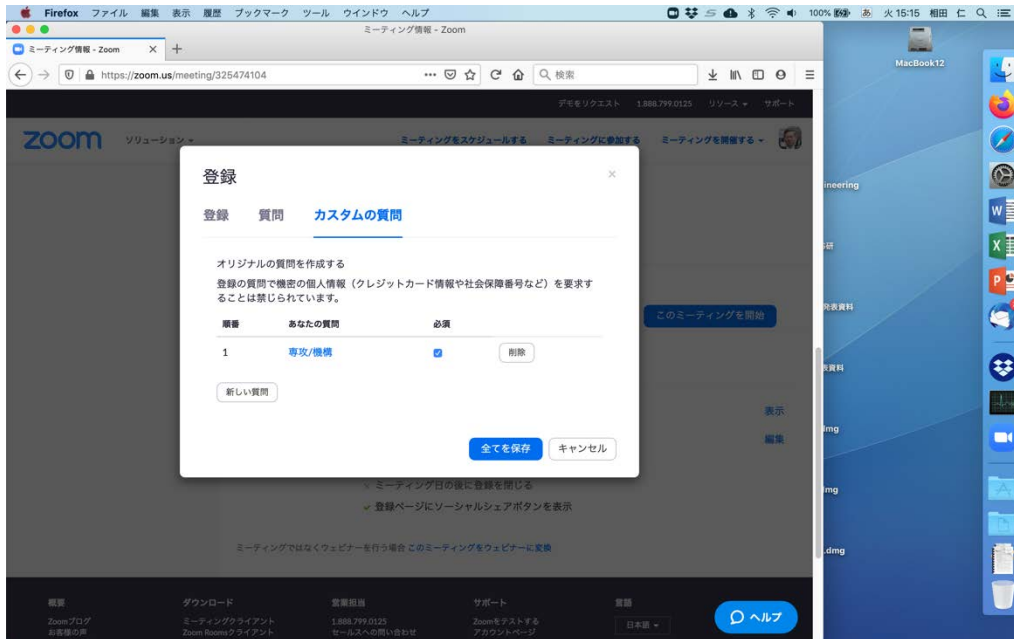 Firefox ファイル 編集 表示 履歴 ブックマーク ツール ウインドウ ヘルプ 100% あ 火 15:15 相田 仁
ミーティング情報 - Zoom
ミーティング情報 - Zoom × +
https://zoom.us/meeting/325474104 検索
MacBook12
デモをリクエスト 1.888.799.0125 リソース サポート
zoom ソリューション ミーティングをスケジュールする ミーティングに参加する ミーティングを開催する
登録 ×
ineering
登録 質問 カスタムの質問
オリジナルの質問を作成する
登録の質問で機密の個人情報（クレジットカード情報や社会保障番号など）を要求す
ることは禁じられています。
このミーティングを開始
発表資料
順番 あなたの質問 必須
1 専攻/機構 削除
表資料
新しい質問
表示
img
編集
全てを保存 キャンセル
× ミーティング日の後に登録を閉じる
img
登録ページにソーシャルシェアボタンを表示
ミーティングではなくウェビナーを行う場合 このミーティングをウェビナーに変換
.dmg
概要 ダウンロード 営業担当 サポート 言語
Zoomブログ ミーティングクライアント 1.888.799.0125 Zoomをテストする 日本語
お客様の声 Zoom Roomsクライアント セールスへの問い合わせ アカウントページ
ヘルプ